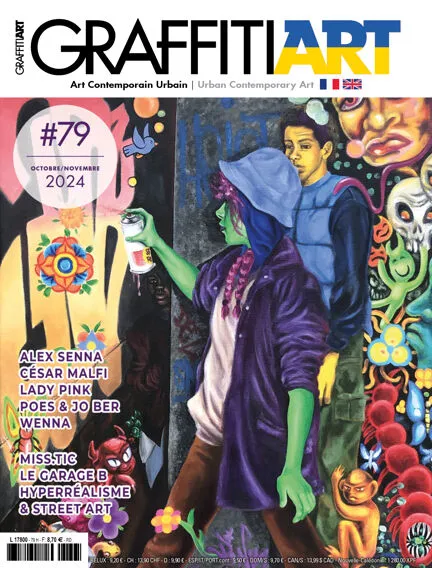 GRAFFITIART
GRAFFITIART
Art Contemporain Urbain | Urban Contemporary Art
#79
OCTOBRE/NOVEMBRE
2024
ALEX SENNA
CÉSAR MALFI
LADY PINK
POES & JO BER
WENNA
MISS.TIC
LE GARAGE B
HYPERRÉALISME
& STREET ART
L 17800 - 79 H - F: 8,70 € - RD
BELUX : 9,20 € - CH : 13,90 CHF - D : 9,90 € - ESP/IT/PORT.cont : 9,50 € - DOM/S : 9,70 € - CAN/S : 13,99 $ CAD - Nouvelle-Calédonie : 1 280,00 XPF